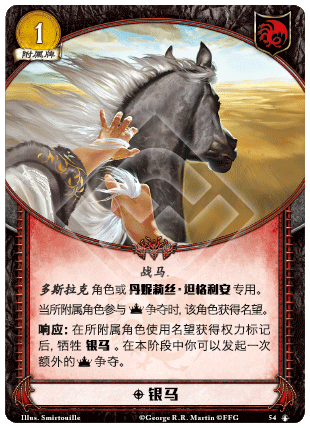 1
附属牌
战马.
多斯拉克 角色或 丹妮莉丝·坦格利安 专用。
当所附属角色参与 争夺时, 该角色获得名望。
响应: 在所附属角色使用名望获得权力标记
后, 牺牲 银马 。在本阶段中你可以发起一次
额外的 争夺。
银马
Illus. Smirtouille ©George R.R. Martin ©FFG 54